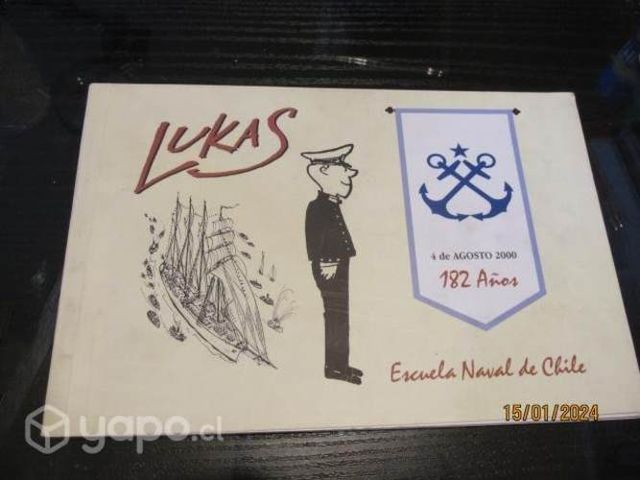 LUKAS
4 de AGOSTO 2000
182 Años
Escuela Naval de Chile
15/01/2024
yapo.cl